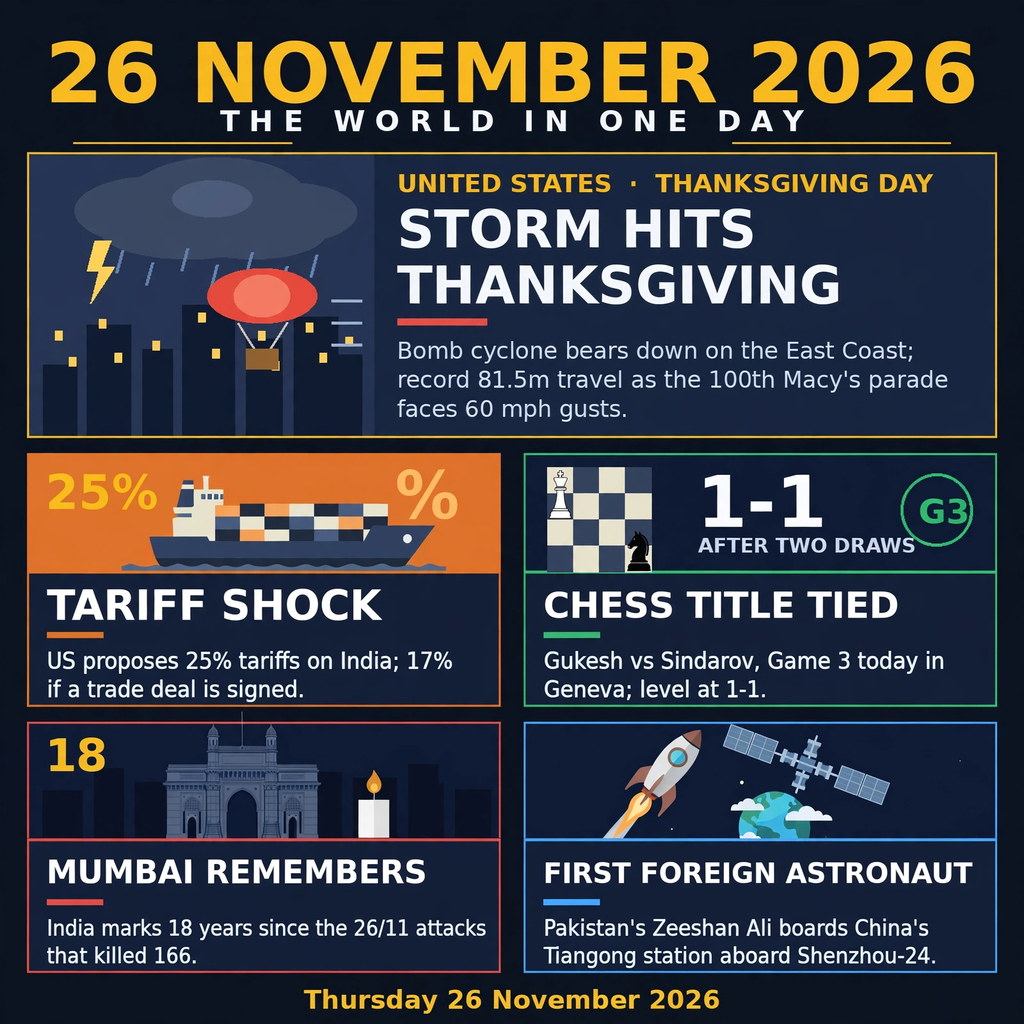 26 NOVEMBER 2026
THE WORLD IN ONE DAY
UNITED STATES · THANKSGIVING DAY
STORM HITS
THANKSGIVING
Bomb cyclone bears down on the East Coast;
record 81.5m travel as the 100th Macy's parade
faces 60 mph gusts.
25%
%
TARIFF SHOCK
US proposes 25% tariffs on India; 17%
if a trade deal is signed.
1-1
G3
AFTER TWO DRAWS
CHESS TITLE TIED
Gukesh vs Sindarov, Game 3 today in
Geneva; level at 1-1.
18
MUMBAI REMEMBERS
India marks 18 years since the 26/11 attacks
that killed 166.
FIRST FOREIGN ASTRONAUT
Pakistan's Zeeshan Ali boards China's
Tiangong station aboard Shenzhou-24.
Thursday 26 November 2026